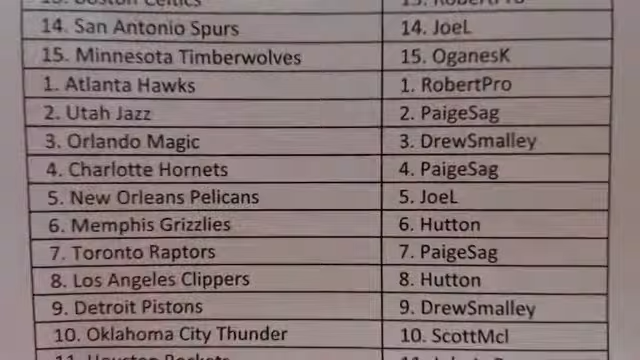 Boston Celtics
14. San Antonio Spurs 14. JoeL
15. Minnesota Timberwolves 15. OganesK
1. Atlanta Hawks 1. RobertPro
2. Utah Jazz 2. PaigeSag
3. Orlando Magic 3. DrewSmalley
4. Charlotte Hornets 4. PaigeSag
5. New Orleans Pelicans 5. JoeL
6. Memphis Grizzlies 6. Hutton
7. Toronto Raptors 7. PaigeSag
8. Los Angeles Clippers 8. Hutton
9. Detroit Pistons 9. DrewSmalley
10. Oklahoma City Thunder 10. ScottMcl